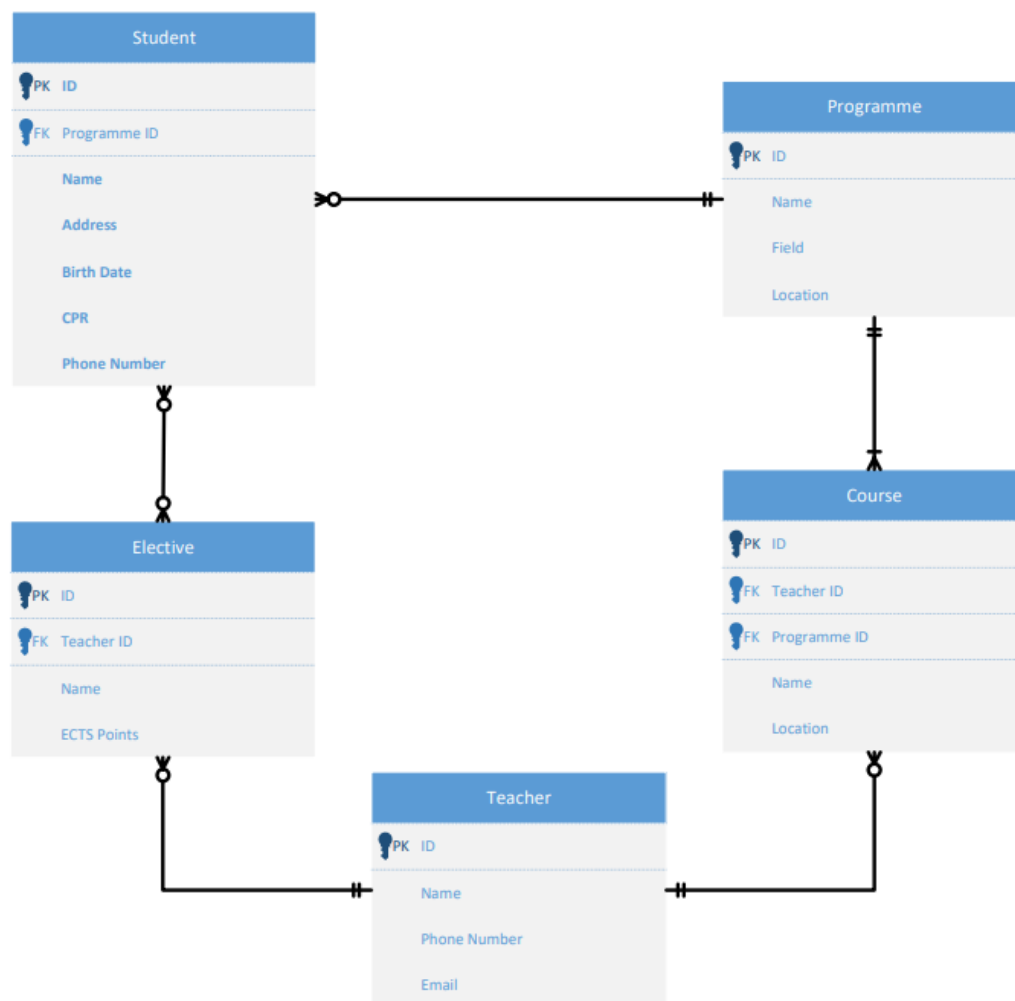 Student
PK ID
FK Programme ID
Name
Address
Birth Date
CPR
Phone Number
Programme
PK ID
Name
Field
Location
Elective
PK ID
FK Teacher ID
Name
ECTS Points
Course
PK ID
FK Teacher ID
FK Programme ID
Name
Location
Teacher
PK ID
Name
Phone Number
Email